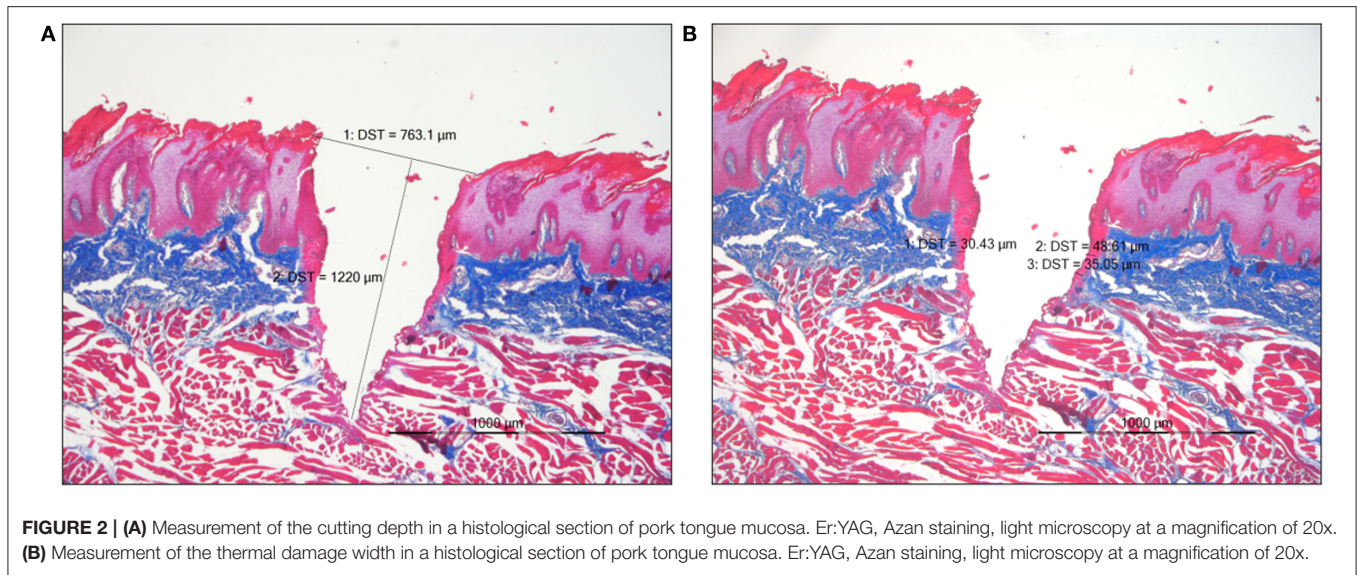 A
1: DST = 763.1 µm
2: DST = 1220 µm
1000 µm
B
1: DST = 30.43 µm
2: DST = 48.61 µm
3: DST = 35.05 µm
1000 µm
FIGURE 2 | (A) Measurement of the cutting depth in a histological section of pork tongue mucosa. Er:YAG, Azan staining, light microscopy at a magnification of 20x.
(B) Measurement of the thermal damage width in a histological section of pork tongue mucosa. Er:YAG, Azan staining, light microscopy at a magnification of 20x.